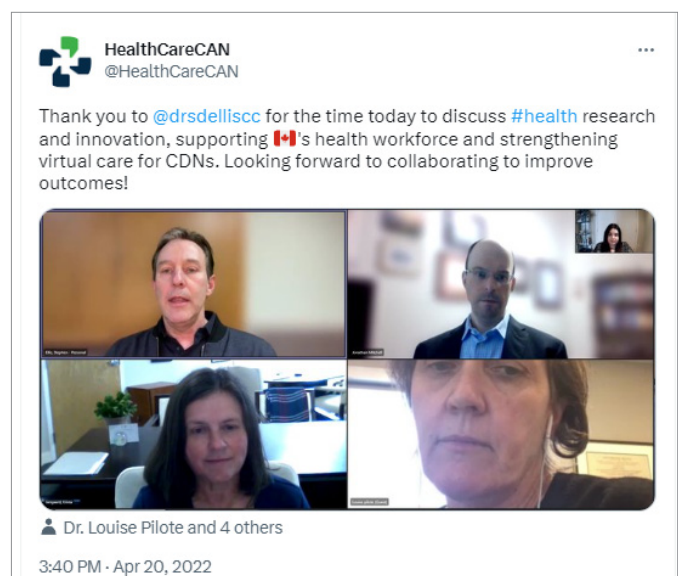 HealthCareCAN
@HealthCareCAN
Thank you to @drsdelliscc for the time today to discuss #health research
and innovation, supporting 🇨🇦's health workforce and strengthening
virtual care for CDNs. Looking forward to collaborating to improve
outcomes!
Dr. Louise Pilote and 4 others
3:40 PM · Apr 20, 2022